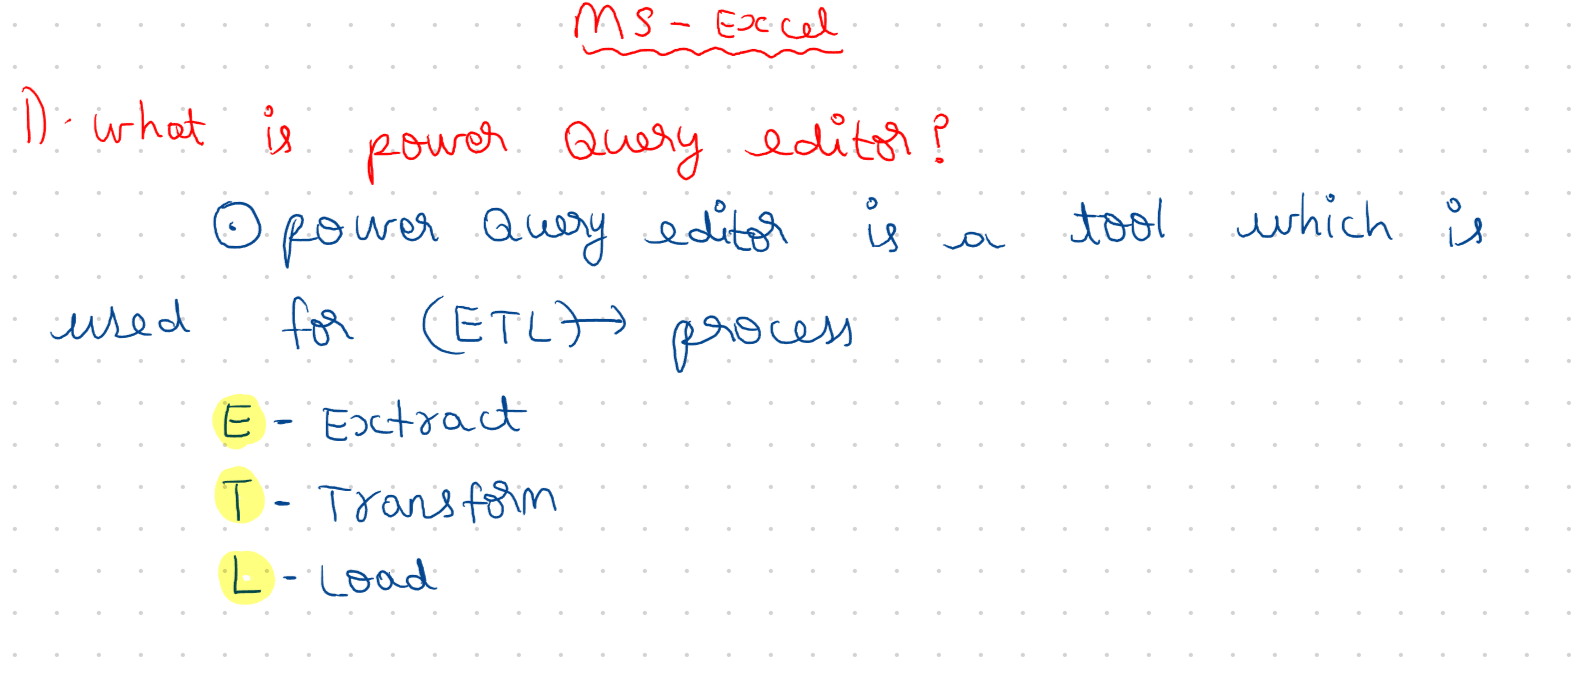 MS - Excel
1). what is power Query editor?
⊙ power Query editor is a tool which is
used for (ETL)→ process
E - Extract
T - Transform
L - Load